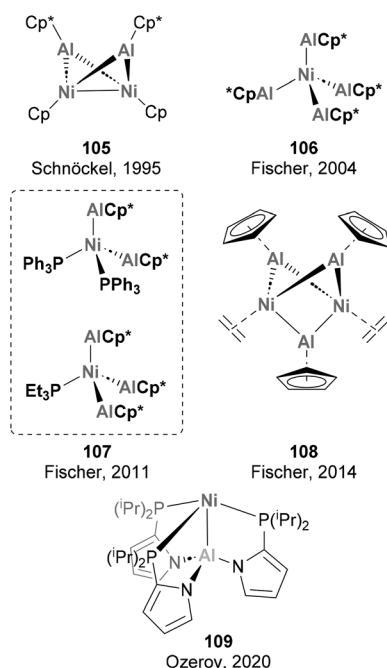 Cp* Cp*
Al Al
Ni Ni
Cp Cp
105
Schnöckel, 1995
AlCp*
Ni
*CpAl AlCp*
AlCp*
106
Fischer, 2004
AlCp*
Ni
Ph₃P AlCp*
PPh₃
AlCp*
Ni
Et₃P AlCp*
AlCp*
107
Fischer, 2011
Al Al
Ni Ni
Al
108
Fischer, 2014
(ⁱPr)₂P Ni P(ⁱPr)₂
(ⁱPr)₂P
N Al N
N
109
Ozerov, 2020